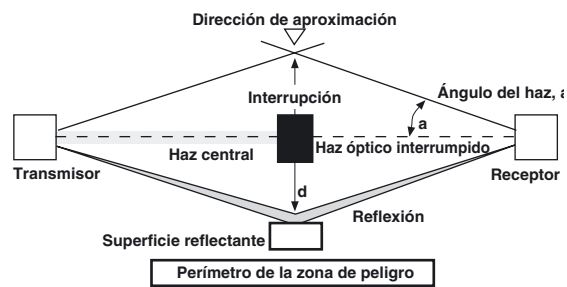 Dirección de aproximación
Ángulo del haz, a
Interrupción
a
Haz óptico interrumpido
Haz central
Transmisor
Receptor
d
Reflexión
Superficie reflectante
Perímetro de la zona de peligro